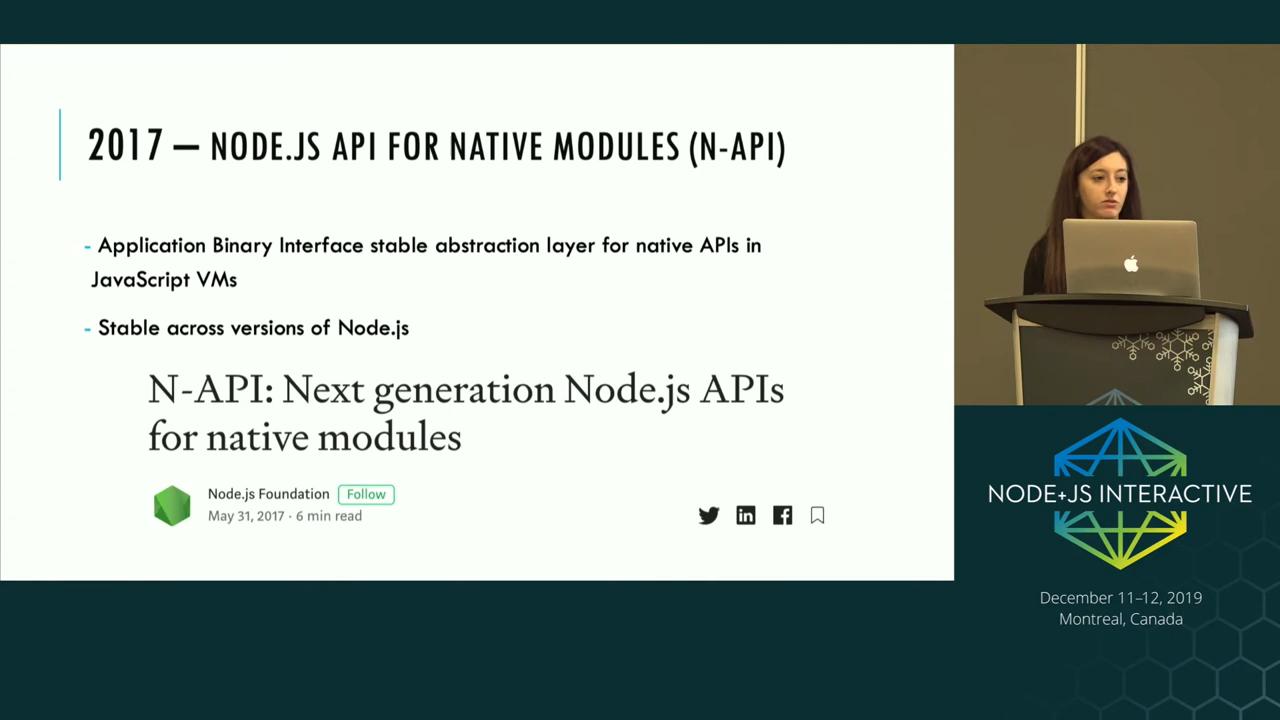 2017 — NODE.JS API FOR NATIVE MODULES (N-API)
- Application Binary Interface stable abstraction layer for native APIs in
JavaScript VMs
- Stable across versions of Node.js
N-API: Next generation Node.js APIs
for native modules
Node.js Foundation Follow
May 31, 2017 · 6 min read
NODE+JS INTERACTIVE
December 11–12, 2019
Montreal, Canada